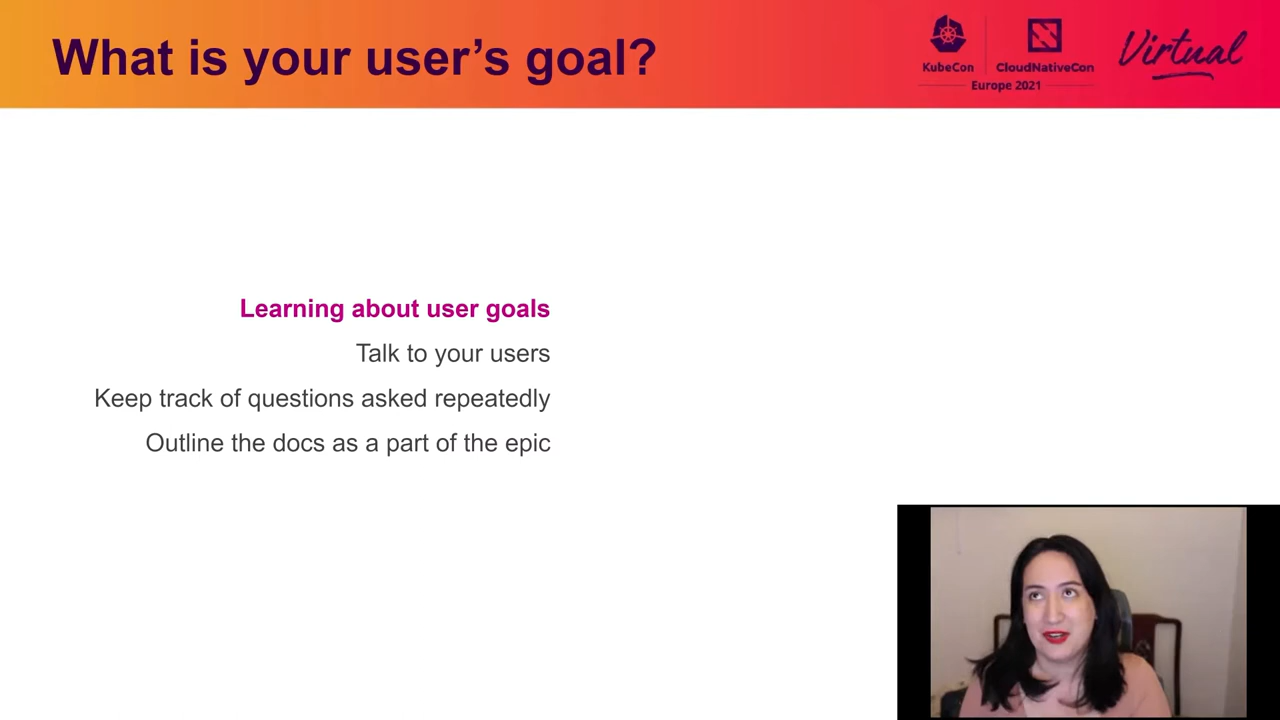 What is your user's goal?
KubeCon
CloudNativeCon
Europe 2021
Virtual
Learning about user goals
Talk to your users
Keep track of questions asked repeatedly
Outline the docs as a part of the epic